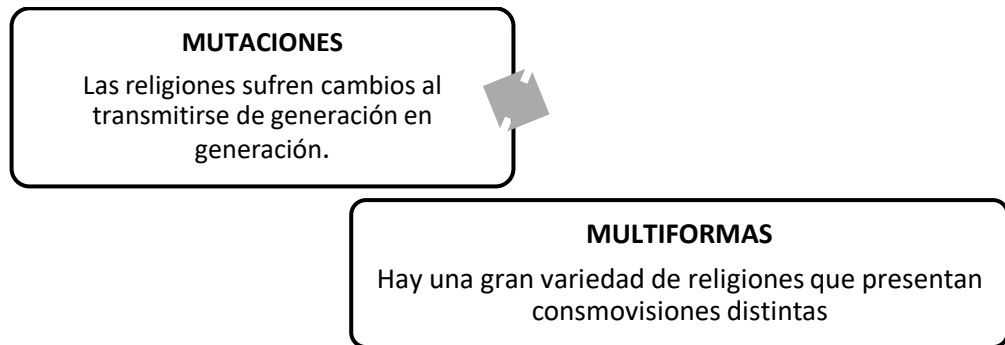 MUTACIONES
Las religiones sufren cambios al
transmitirse de generación en
generación.
MULTIFORMAS
Hay una gran variedad de religiones que presentan
consmovisiones distintas